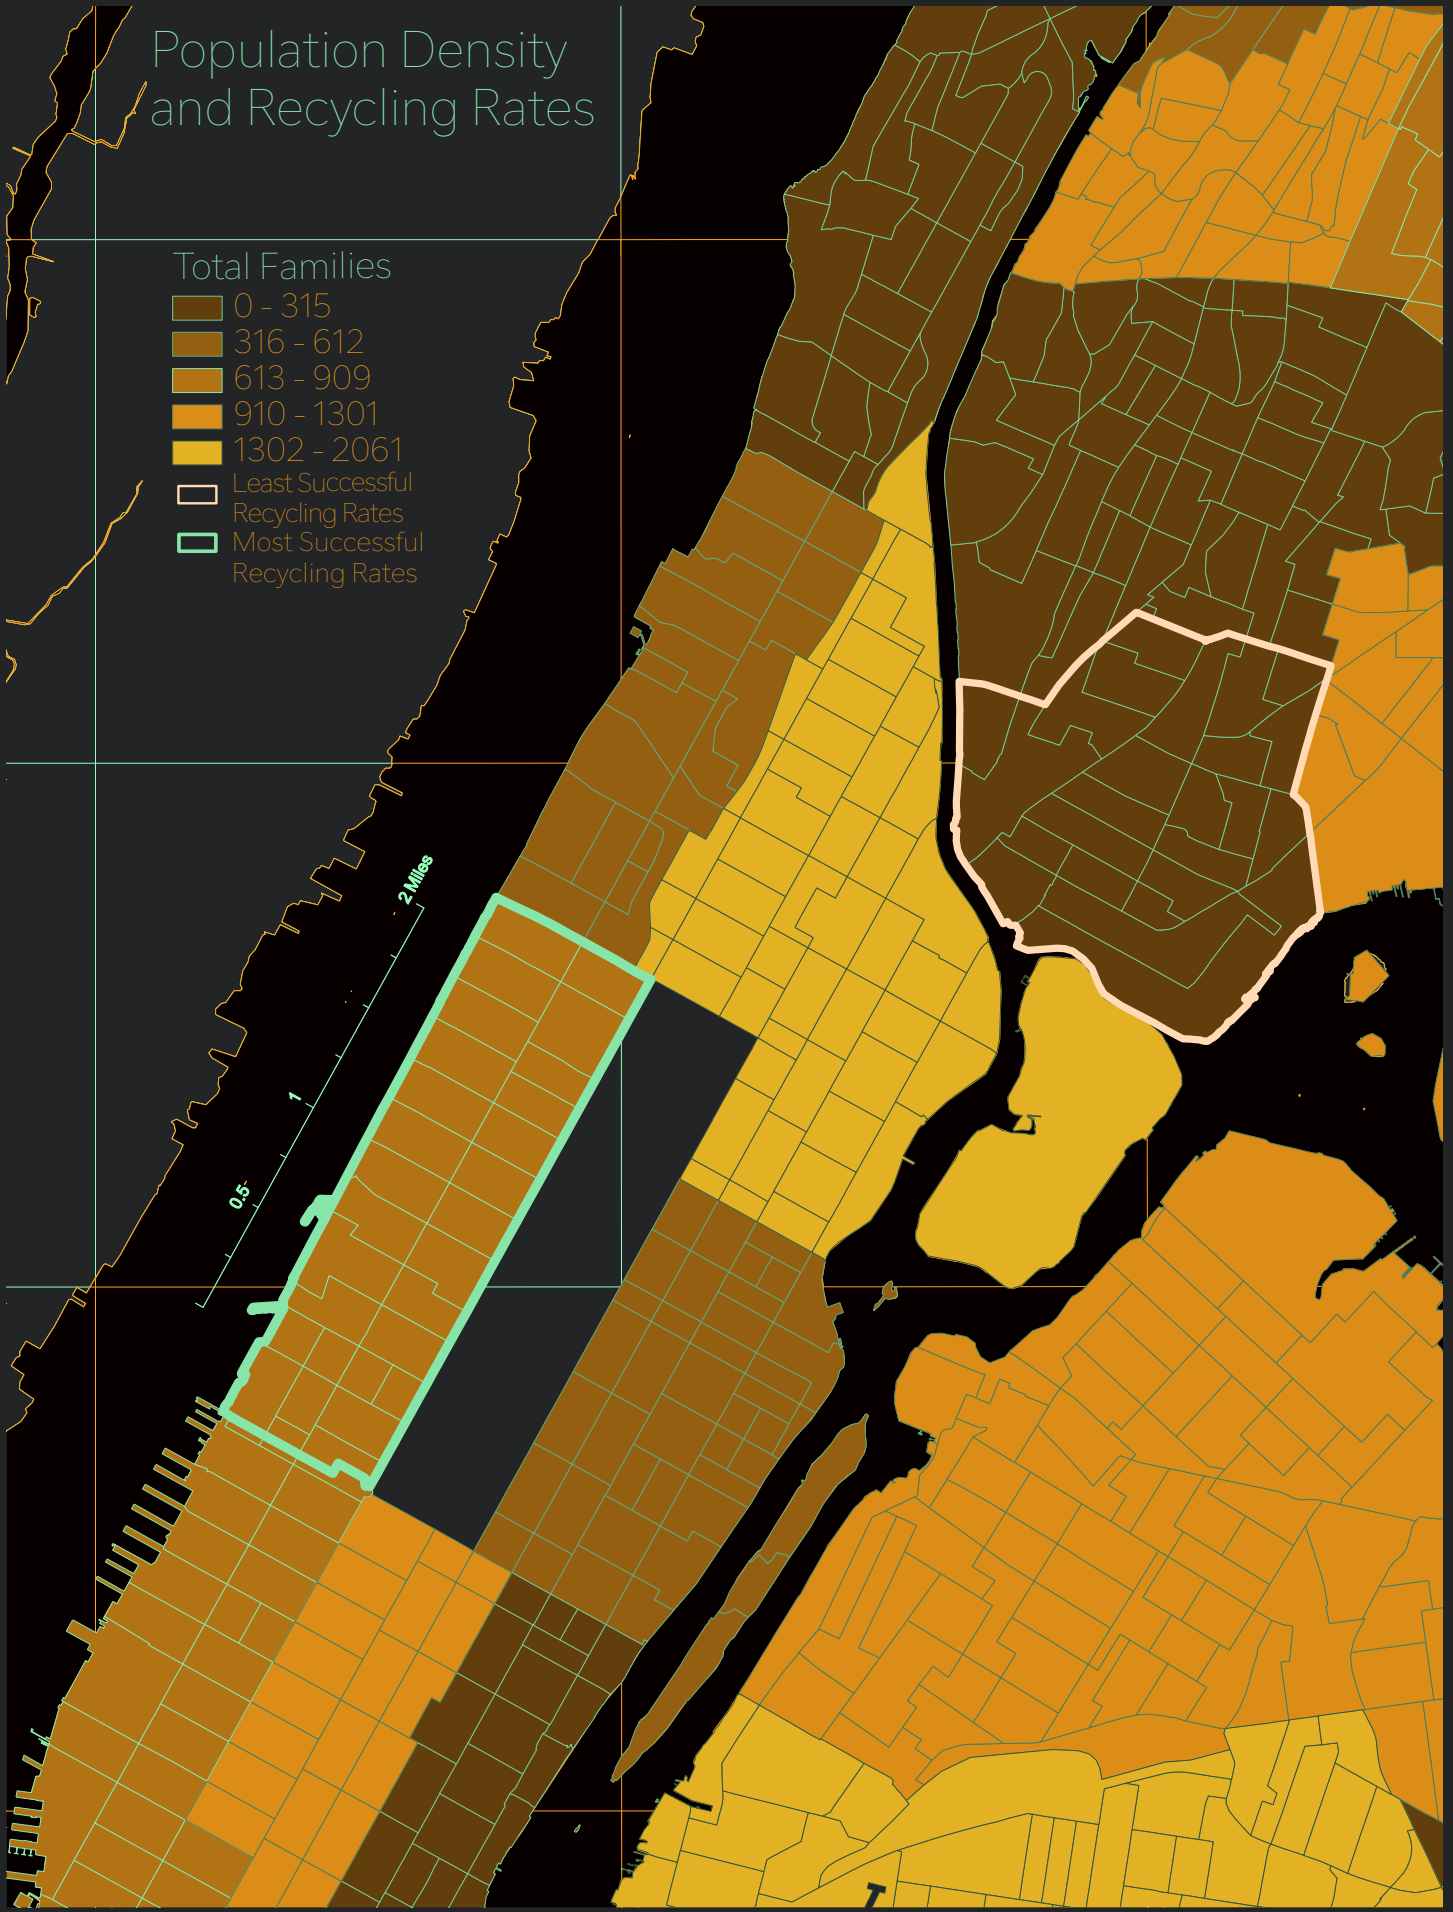 Population Density
and Recycling Rates
Total Families
0 - 315
316 - 612
613 - 909
910 - 1301
1302 - 2061
Least Successful
Recycling Rates
Most Successful
Recycling Rates
2 Miles
1
0.5